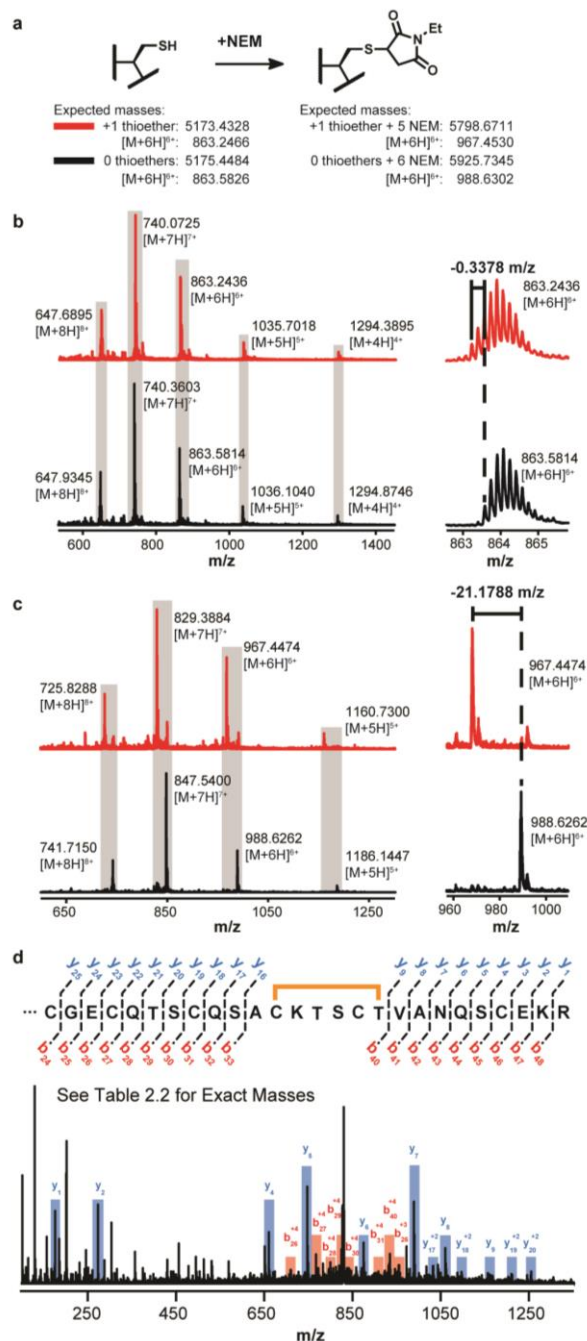 a
SH
+NEM
S
O
N
Et
O
Expected masses:
+1 thioether: 5173.4328
[M+6H]⁶⁺: 863.2466
0 thioethers: 5175.4484
[M+6H]⁶⁺: 863.5826
Expected masses:
+1 thioether + 5 NEM: 5798.6711
[M+6H]⁶⁺: 967.4530
0 thioethers + 6 NEM: 5925.7345
[M+6H]⁶⁺: 988.6302
b
740.0725
[M+7H]⁷⁺
863.2436
[M+6H]⁶⁺
647.6895
[M+8H]⁸⁺
1035.7018
[M+5H]⁵⁺
1294.3895
[M+4H]⁴⁺
740.3603
[M+7H]⁷⁺
863.5814
[M+6H]⁶⁺
647.9345
[M+8H]⁸⁺
1036.1040
[M+5H]⁵⁺
1294.8746
[M+4H]⁴⁺
600 800 1000 1200 1400
m/z
-0.3378 m/z
863.2436
[M+6H]⁶⁺
863.5814
[M+6H]⁶⁺
863 864 865
m/z
c
829.3884
[M+7H]⁷⁺
967.4474
[M+6H]⁶⁺
725.8288
[M+8H]⁸⁺
1160.7300
[M+5H]⁵⁺
847.5400
[M+7H]⁷⁺
988.6262
[M+6H]⁶⁺
741.7150
[M+8H]⁸⁺
1186.1447
[M+5H]⁵⁺
650 850 1050 1250
m/z
-21.1788 m/z
967.4474
[M+6H]⁶⁺
988.6262
[M+6H]⁶⁺
960 980 1000
m/z
d
y25 y24 y23 y22 y21 y20 y19 y18 y17 y16 y9 y8 y7 y6 y5 y4 y3 y2 y1
... C G E C Q T S C Q S A C K T S C T V A N Q S C E K R
b24 b25 b26 b27 b28 b29 b30 b31 b32 b33 b40 b41 b42 b43 b44 b45 b46 b47 b48
See Table 2.2 for Exact Masses
y1
y2
y4
y7
y8
y9
y17+2
y18+2
y19+2
y20+2
250 450 650 850 1050 1250
m/z